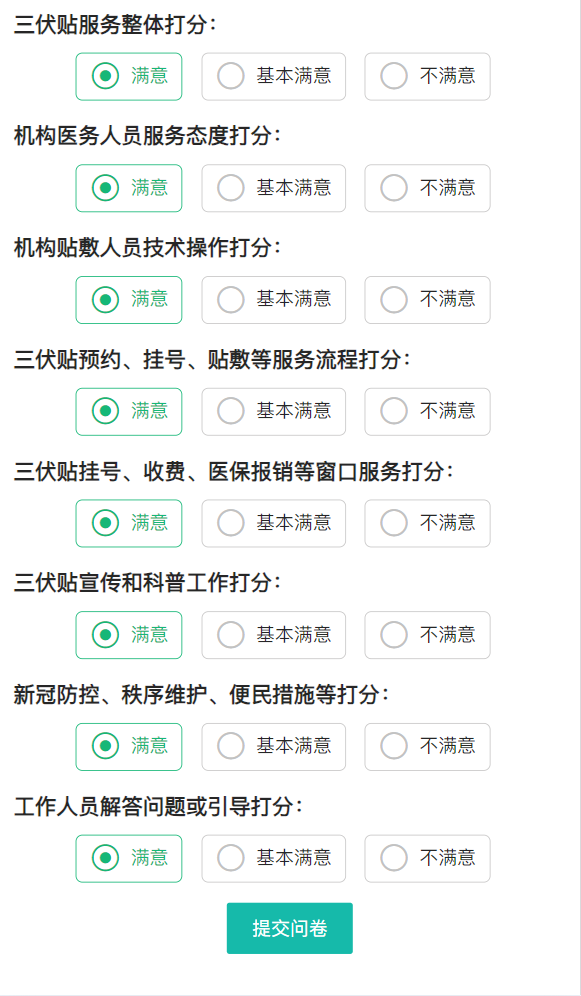 三伏贴服务整体打分：
满意 基本满意 不满意
机构医务人员服务态度打分：
满意 基本满意 不满意
机构贴敷人员技术操作打分：
满意 基本满意 不满意
三伏贴预约、挂号、贴敷等服务流程打分：
满意 基本满意 不满意
三伏贴挂号、收费、医保报销等窗口服务打分：
满意 基本满意 不满意
三伏贴宣传和科普工作打分：
满意 基本满意 不满意
新冠防控、秩序维护、便民措施等打分：
满意 基本满意 不满意
工作人员解答问题或引导打分：
满意 基本满意 不满意
提交问卷